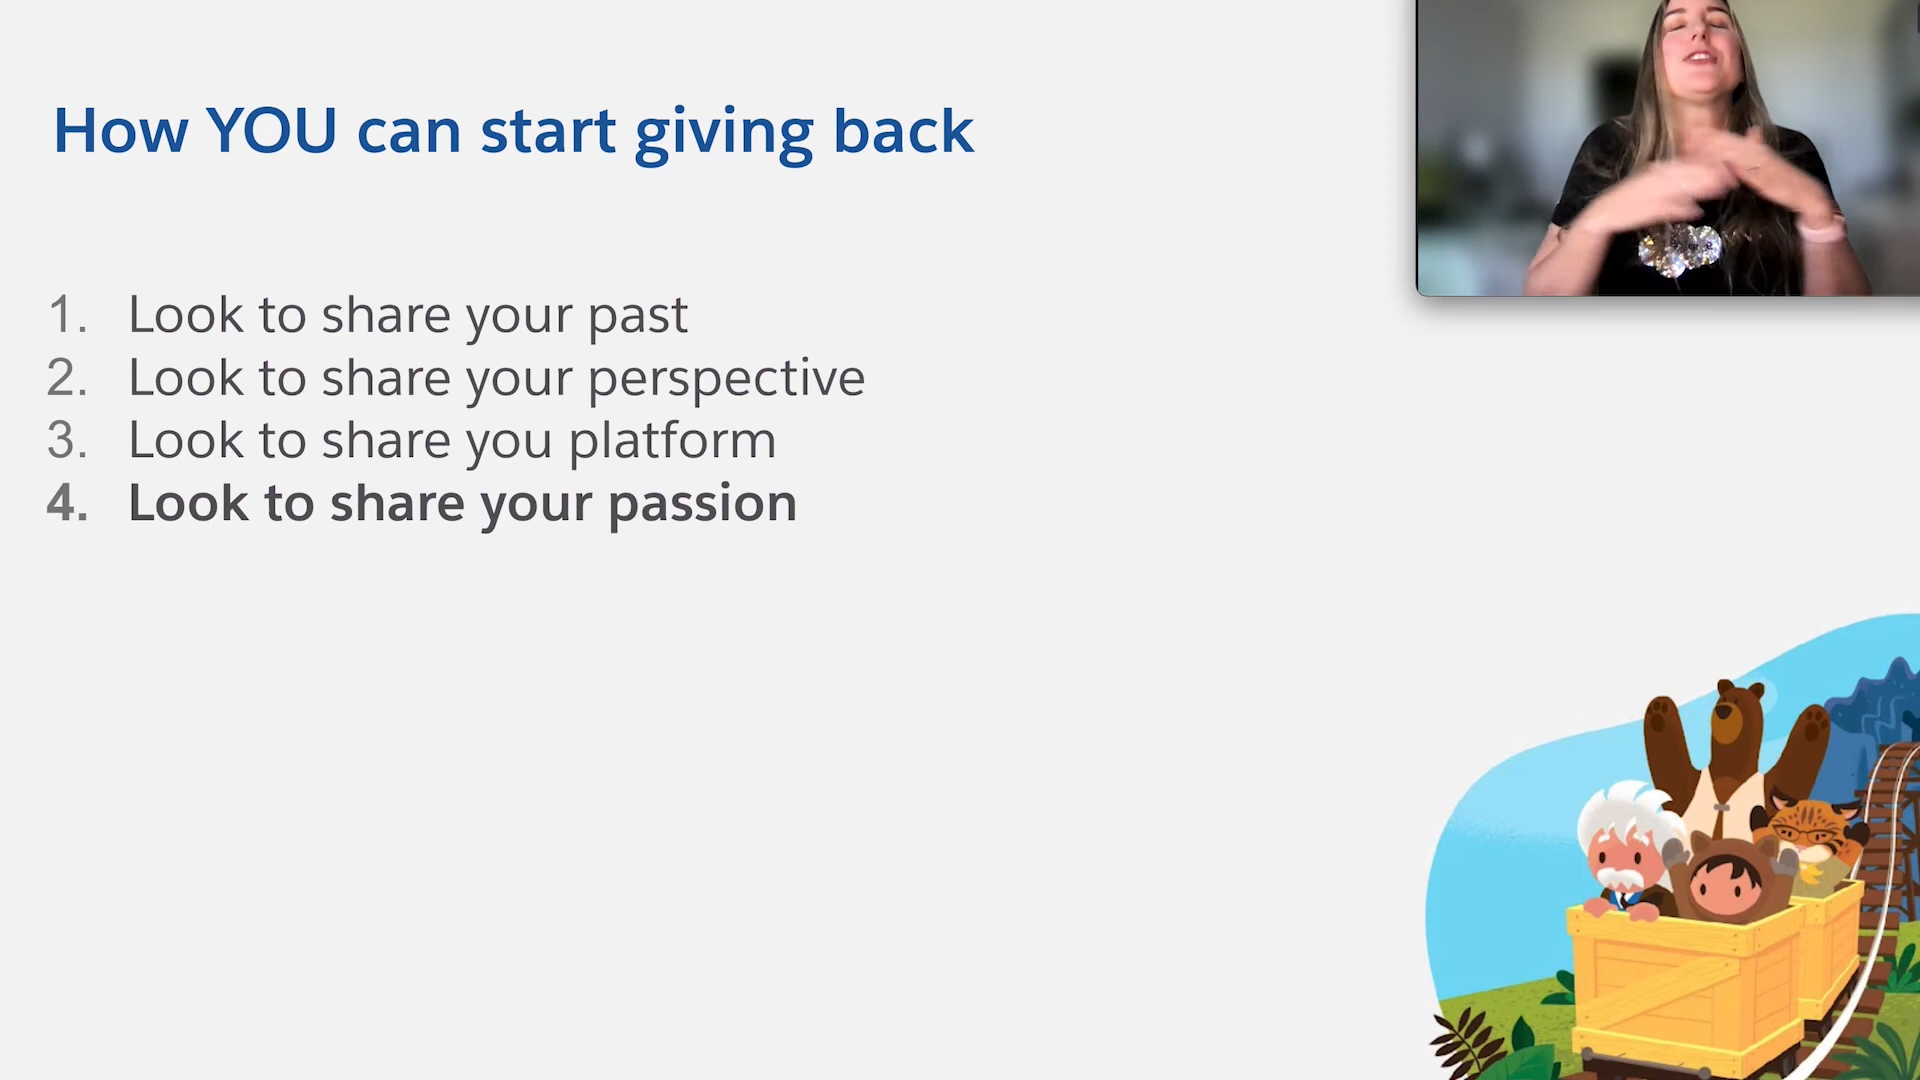 How YOU can start giving back
1. Look to share your past
2. Look to share your perspective
3. Look to share you platform
4. Look to share your passion